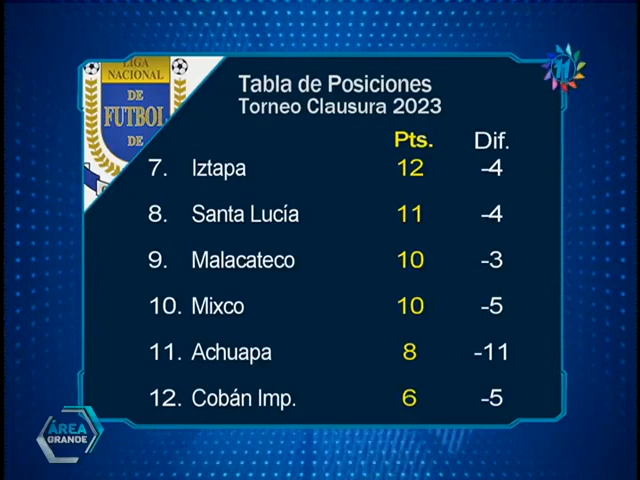 LIGA
NACIONAL
DE
FUTBOL
DE
11
Tabla de Posiciones
Torneo Clausura 2023
Pts. Dif.
7. Iztapa 12 -4
8. Santa Lucía 11 -4
9. Malacateco 10 -3
10. Mixco 10 -5
11. Achuapa 8 -11
12. Cobán Imp. 6 -5
ÁREA
GRANDE